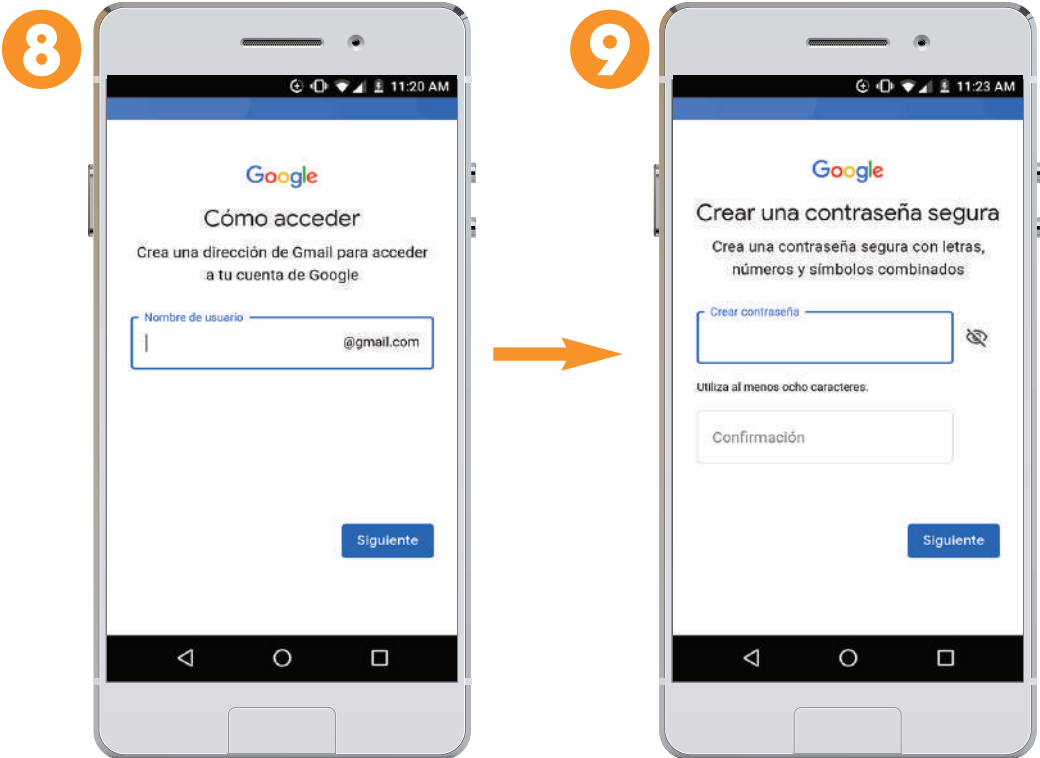 8
11:20 AM
Google
Cómo acceder
Crea una dirección de Gmail para acceder
a tu cuenta de Google
Nombre de usuario
@gmail.com
Siguiente
9
11:23 AM
Google
Crear una contraseña segura
Crea una contraseña segura con letras,
números y símbolos combinados
Crear contraseña
Utiliza al menos ocho caracteres.
Confirmación
Siguiente